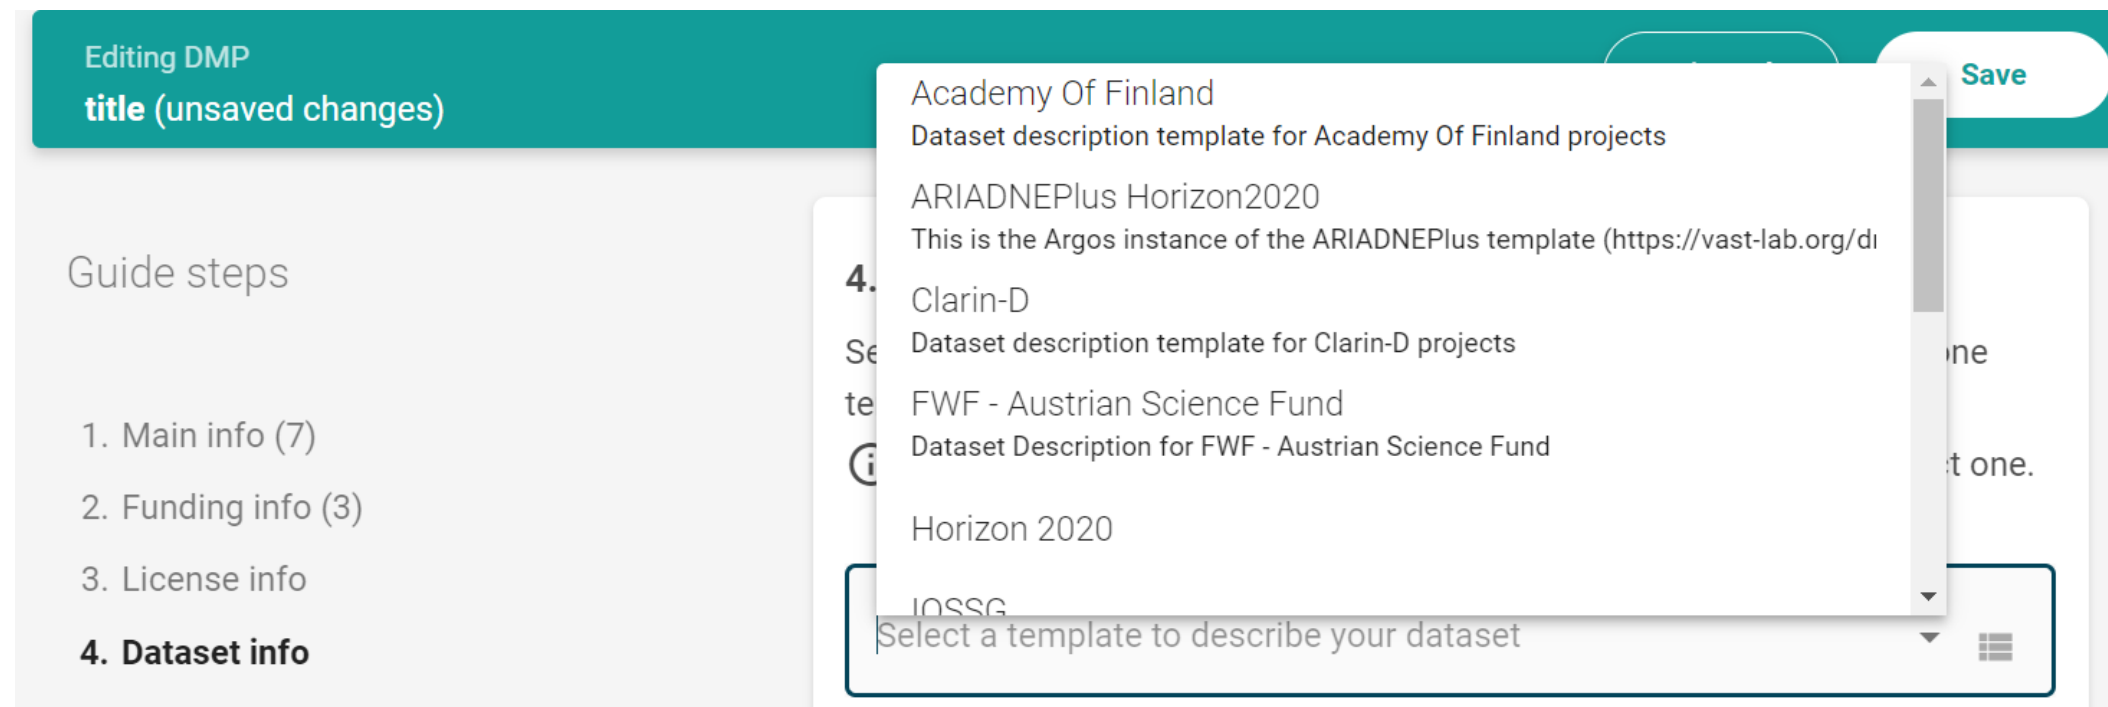 Editing DMP
title (unsaved changes)
Save
Guide steps
1. Main info (7)
2. Funding info (3)
3. License info
4. Dataset info
4.
Academy Of Finland
Dataset description template for Academy Of Finland projects
ARIADNEPlus Horizon2020
This is the Argos instance of the ARIADNEPlus template (https://vast-lab.org/
Clarin-D
Dataset description template for Clarin-D projects
FWF - Austrian Science Fund
Dataset Description for FWF - Austrian Science Fund
one.
Horizon 2020
IOSSG
Select a template to describe your dataset